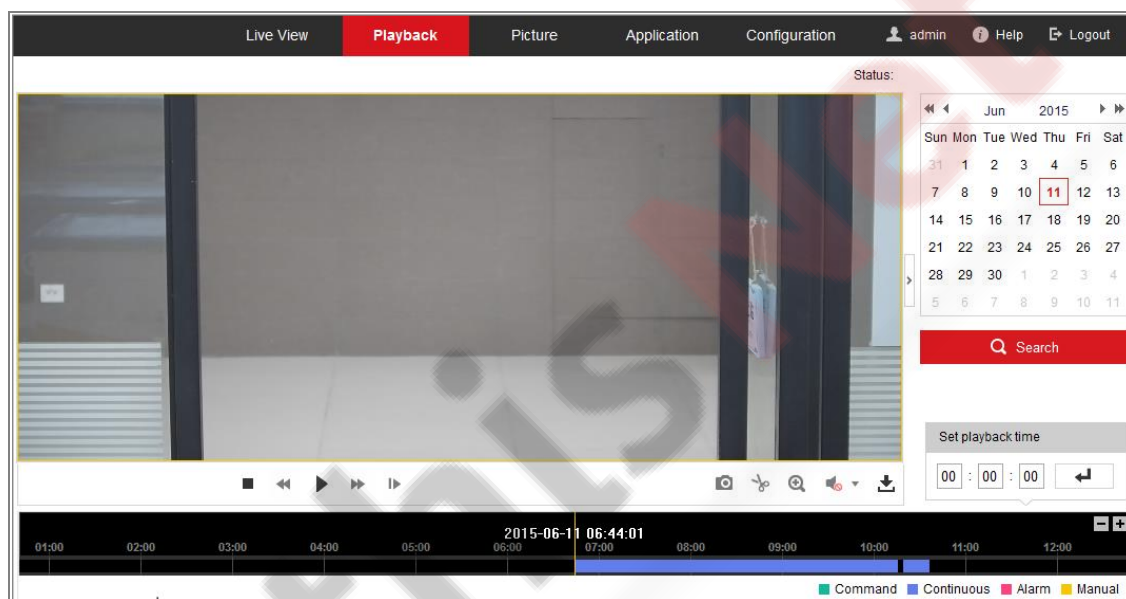 Live View Playback Picture Application Configuration admin Help Logout
Status:
Jun 2015
Sun Mon Tue Wed Thu Fri Sat
31 1 2 3 4 5 6
7 8 9 10 11 12 13
14 15 16 17 18 19 20
21 22 23 24 25 26 27
28 29 30 1 2 3 4
5 6 7 8 9 10 11
Search
Set playback time
00 : 00 : 00
2015-06-11 06:44:01
01:00 02:00 03:00 04:00 05:00 06:00 07:00 08:00 09:00 10:00 11:00 12:00
Command Continuous Alarm Manual